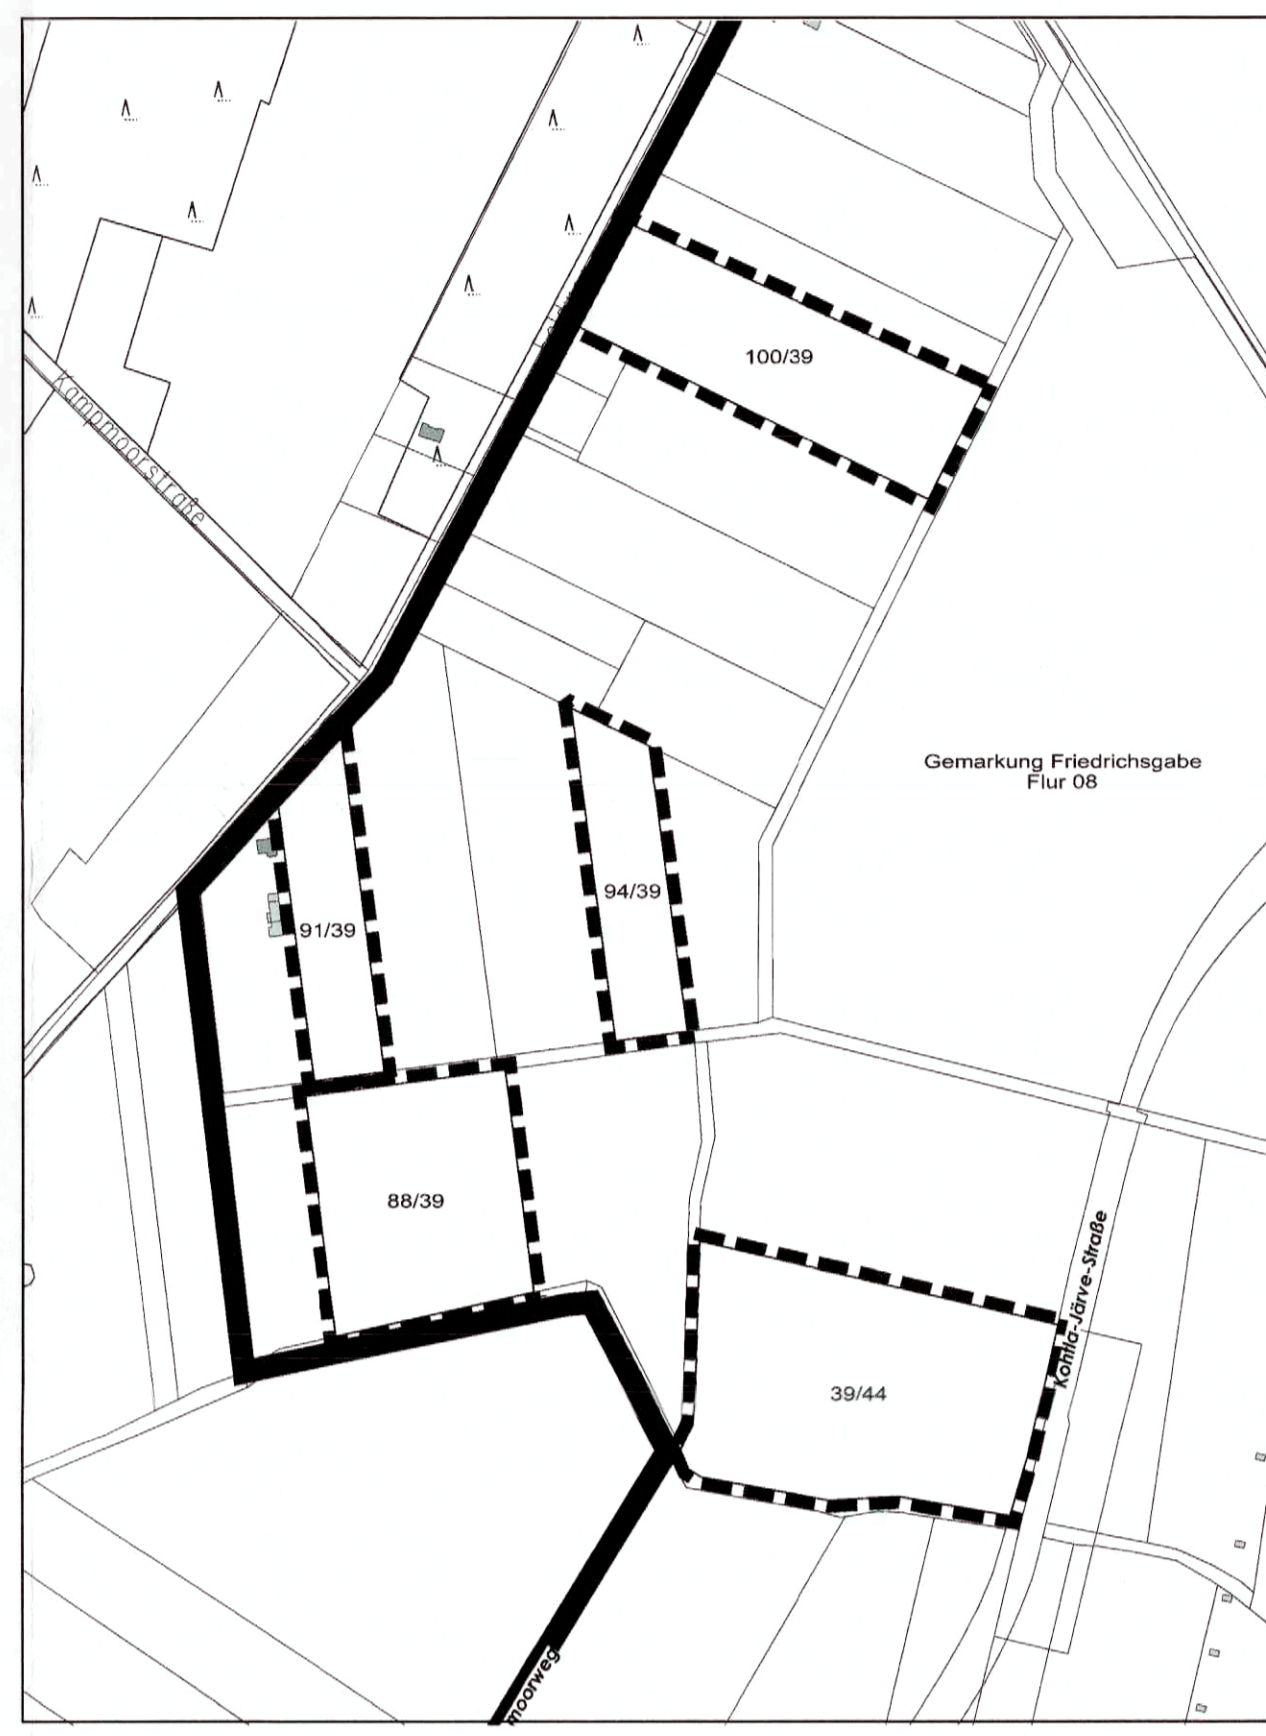 100/39
Kampmoorstraße
Gemarkung Friedrichsgabe
Flur 08
94/39
91/39
88/39
Kohtla-Järve-Straße
39/44
moorweg